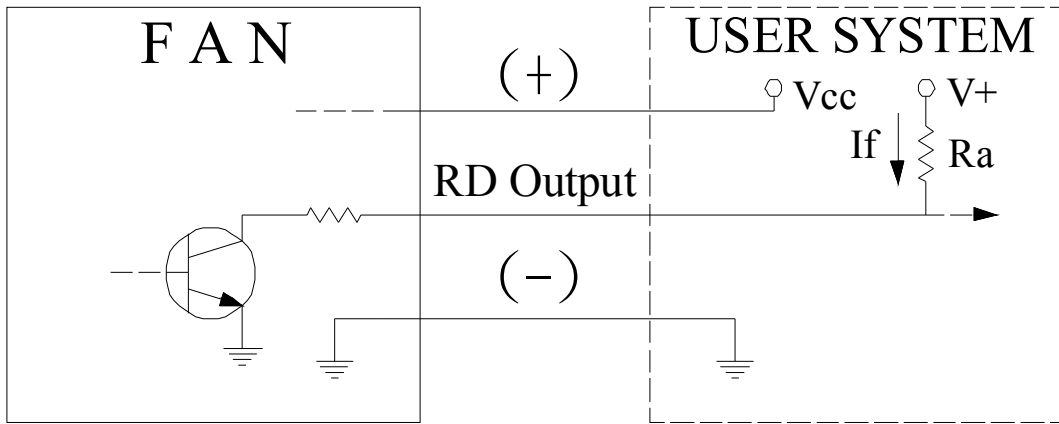 F A N
USER SYSTEM
(+)
Vcc
V+
If
Ra
RD Output
(−)